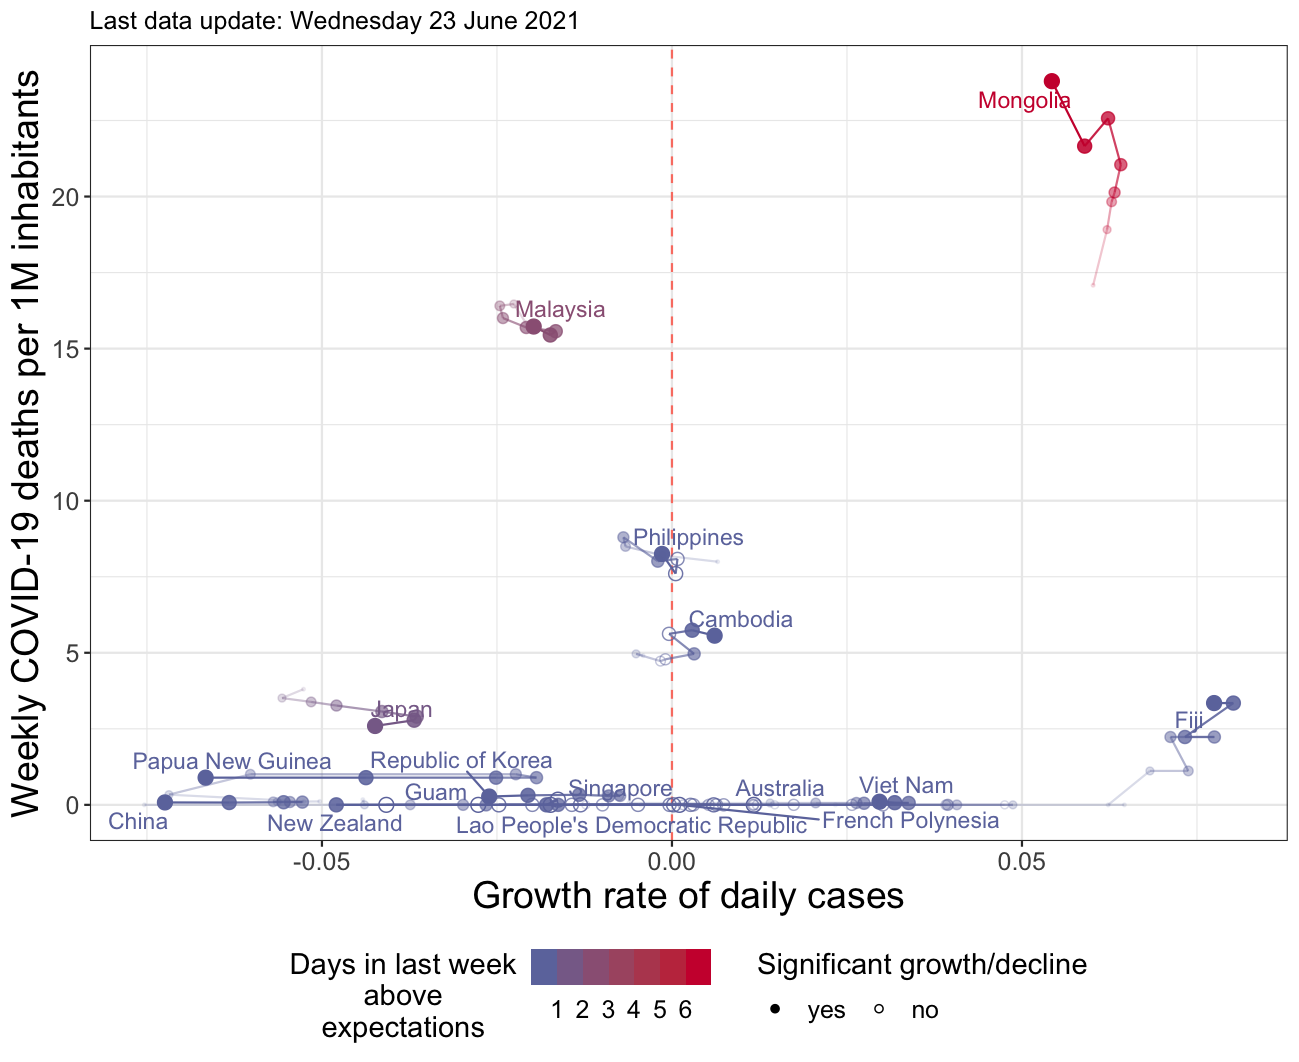 Last data update: Wednesday 23 June 2021
Weekly COVID-19 deaths per 1M inhabitants
20
15
10
5
0
Mongolia
Malaysia
Philippines
Cambodia
Japan
Fiji
Papua New Guinea
Republic of Korea
Guam
Singapore
Australia
Viet Nam
China
New Zealand
Lao People's Democratic Republic
French Polynesia
-0.05
0.00
0.05
Growth rate of daily cases
Days in last week
above
expectations
1 2 3 4 5 6
Significant growth/decline
yes
no